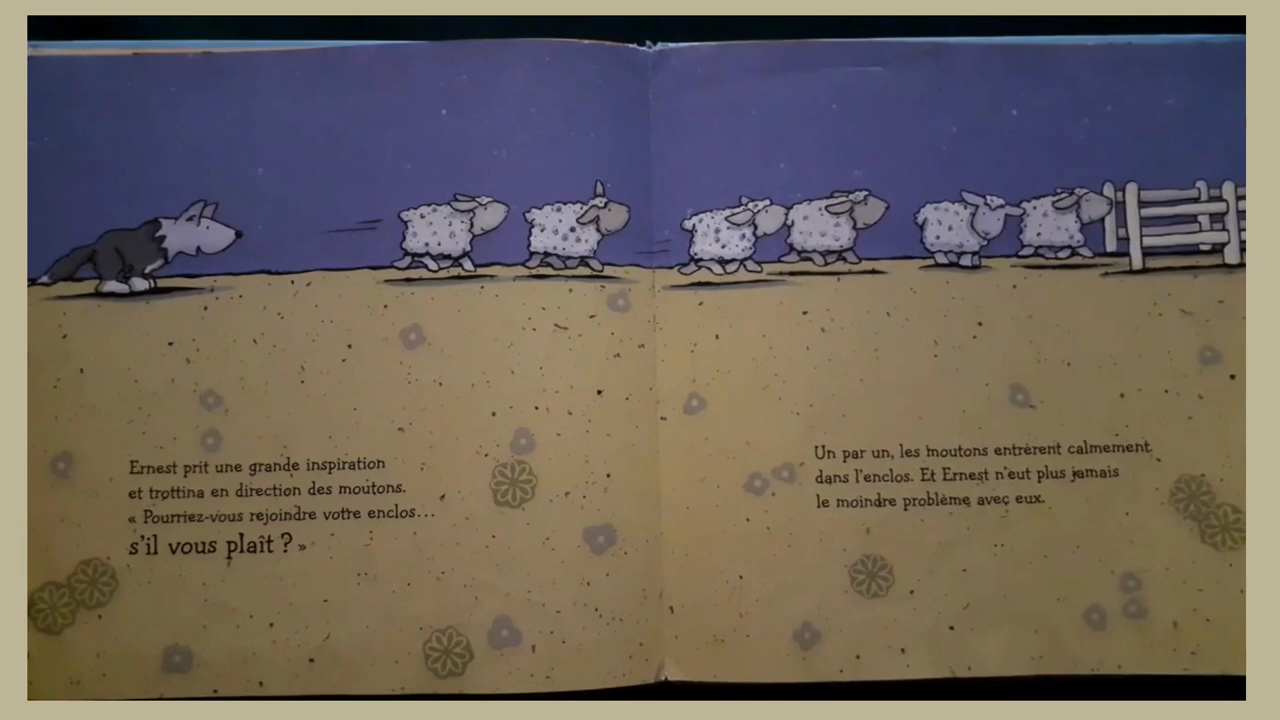 Ernest prit une grande inspiration
et trottina en direction des moutons.
« Pourriez-vous rejoindre votre enclos...
s'il vous plaît ? »
Un par un, les moutons entrèrent calmement
dans l'enclos. Et Ernest n'eut plus jamais
le moindre problème avec eux.